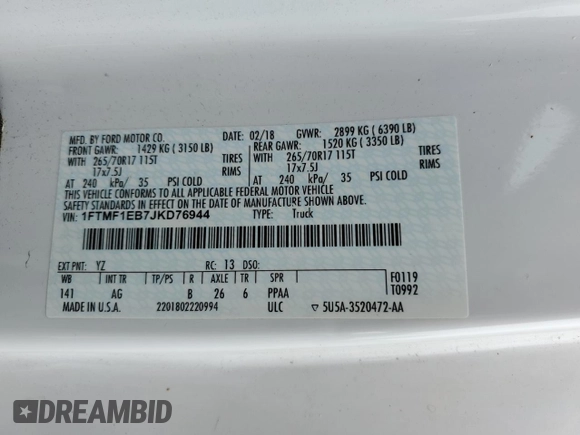 MFD. BY FORD MOTOR CO.
DATE: 02/18 GVWR: 2899 KG ( 6390 LB)
FRONT GAWR: 1429 KG ( 3150 LB)
REAR GAWR: 1520 KG ( 3350 LB)
WITH 265/70R17 115T TIRES
WITH 265/70R17 115T TIRES
17x7.5J RIMS
17x7.5J RIMS
AT 240 kPa/ 35 PSI COLD
AT 240 kPa/ 35 PSI COLD
THIS VEHICLE CONFORMS TO ALL APPLICABLE FEDERAL MOTOR VEHICLE
SAFETY STANDARDS IN EFFECT ON THE DATE OF MANUFACTURE SHOWN ABOVE.
VIN: 1FTMF1EB7JKD76944 TYPE: Truck
EXT PNT: YZ RC: 13 DSO:
WB INT TR TP/PS R AXLE TR SPR
F0119
141 AG B 26 6 PPAA
T0992
MADE IN U.S.A. 2201802220994 ULC 5U5A-3520472-AA
DREAMBID